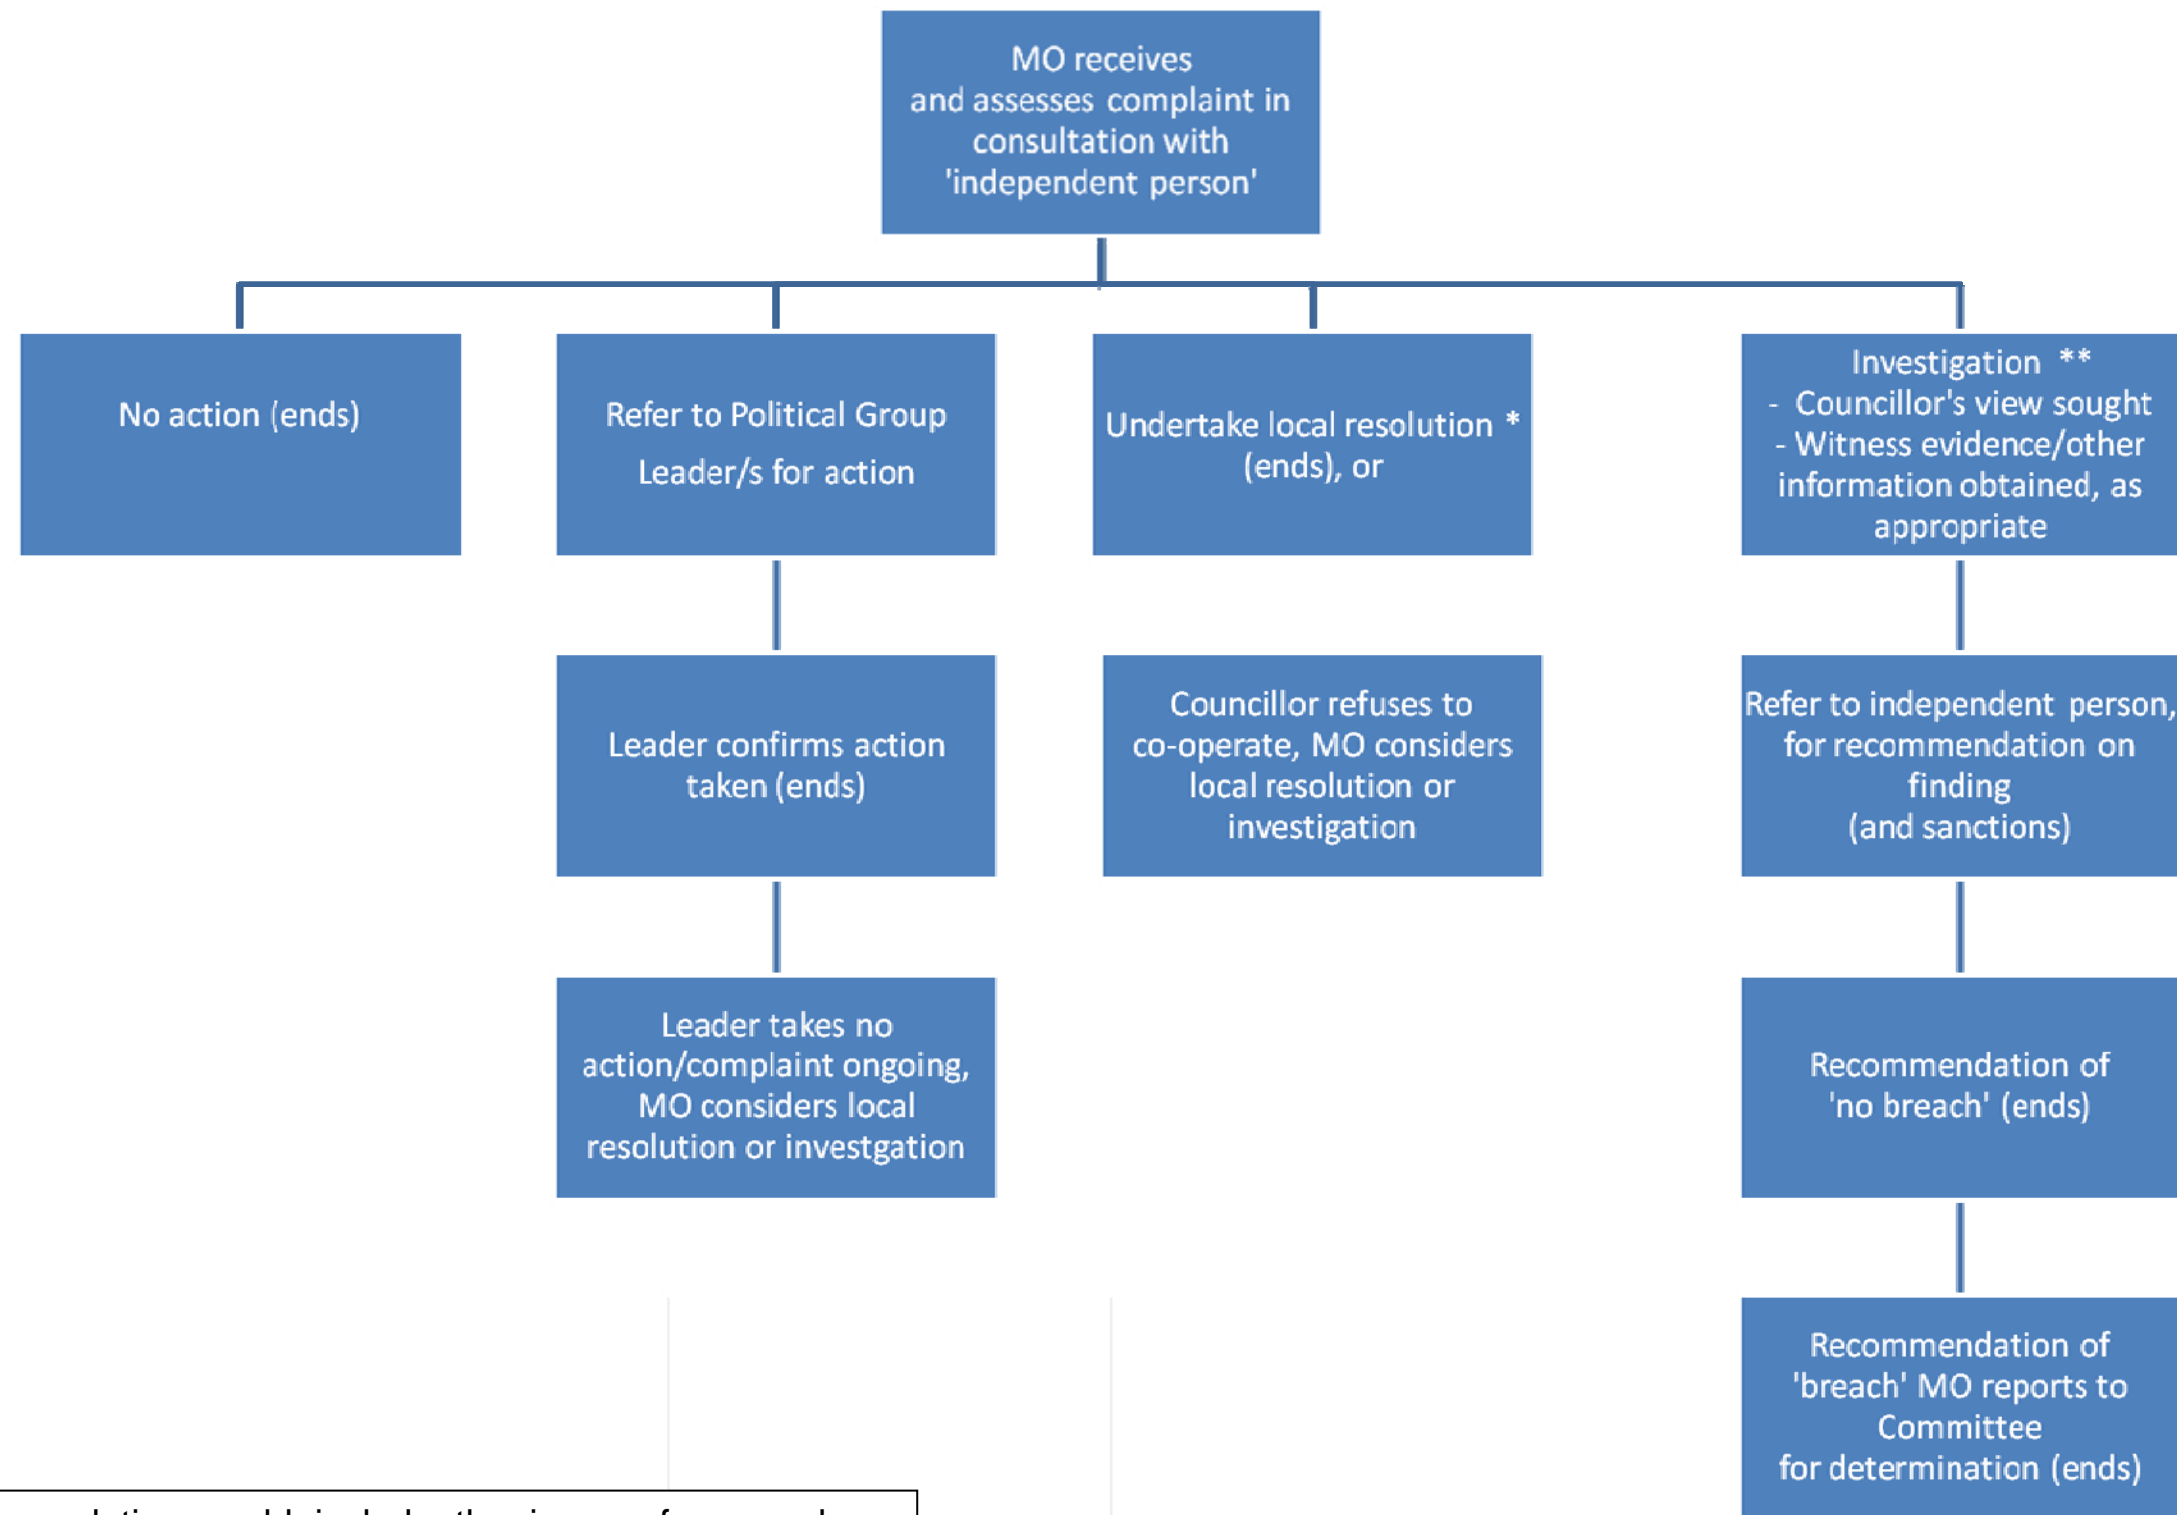 MO receives
and assesses complaint in
consultation with
'independent person'
No action (ends)
Refer to Political Group
Leader/s for action
Undertake local resolution *
(ends), or
Investigation **
- Councillor's view sought
- Witness evidence/other
information obtained, as
appropriate
Leader confirms action
taken (ends)
Councillor refuses to
co-operate, MO considers
local resolution or
investigation
Refer to independent person,
for recommendation on
finding
(and sanctions)
Leader takes no
action/complaint ongoing,
MO considers local
resolution or investgation
Recommendation of
'no breach' (ends)
Recommendation of
'breach' MO reports to
Committee
for determination (ends)